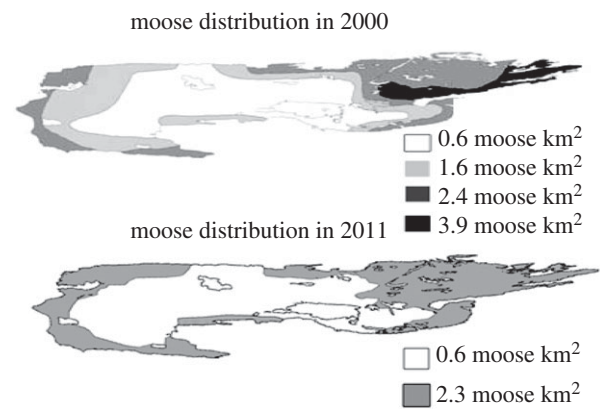 moose distribution in 2000
0.6 moose km²
1.6 moose km²
2.4 moose km²
3.9 moose km²
moose distribution in 2011
0.6 moose km²
2.3 moose km²